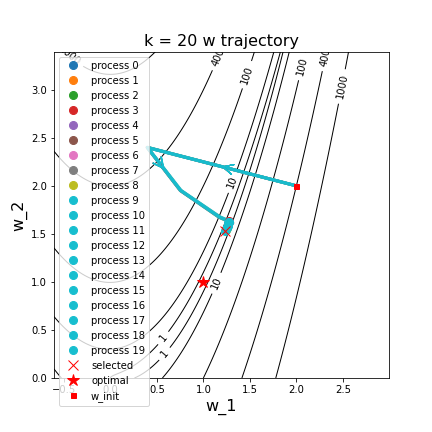 k = 20 w trajectory
400
100
100
400
1000
10
10
1
1
process 0
process 1
process 2
process 3
process 4
process 5
process 6
process 7
process 8
process 9
process 10
process 11
process 12
process 13
process 14
process 15
process 16
process 17
process 18
process 19
selected
optimal
w_init
w_2
3.0
2.5
2.0
1.5
1.0
0.5
0.0
0.5
1.0
1.5
2.0
2.5
w_1